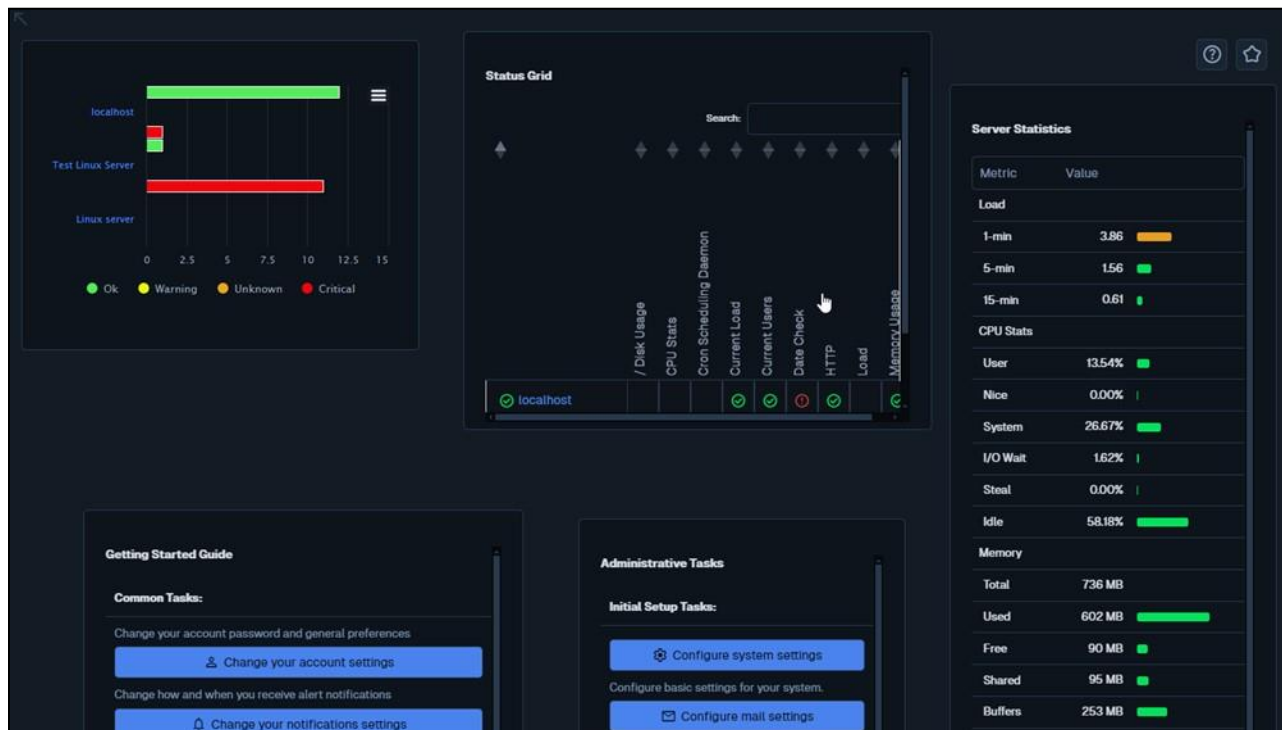 localhost
Test Linux Server
Linux server
0 2.5 5 7.5 10 12.5 15
Ok Warning Unknown Critical
Status Grid
Search:
/ Disk Usage
CPU Stats
Cron Scheduling Daemon
Current Load
Current Users
Date Check
HTTP
Load
Memory Usage
localhost
Server Statistics
Metric Value
Load
1-min 3.86
5-min 1.56
15-min 0.61
CPU Stats
User 13.54%
Nice 0.00%
System 26.67%
I/O Wait 1.62%
Steal 0.00%
Idle 58.18%
Memory
Total 736 MB
Used 602 MB
Free 90 MB
Shared 95 MB
Buffers 253 MB
Getting Started Guide
Common Tasks:
Change your account password and general preferences
Change your account settings
Change how and when you receive alert notifications
Change your notifications settings
Administrative Tasks
Initial Setup Tasks:
Configure system settings
Configure basic settings for your system.
Configure mail settings